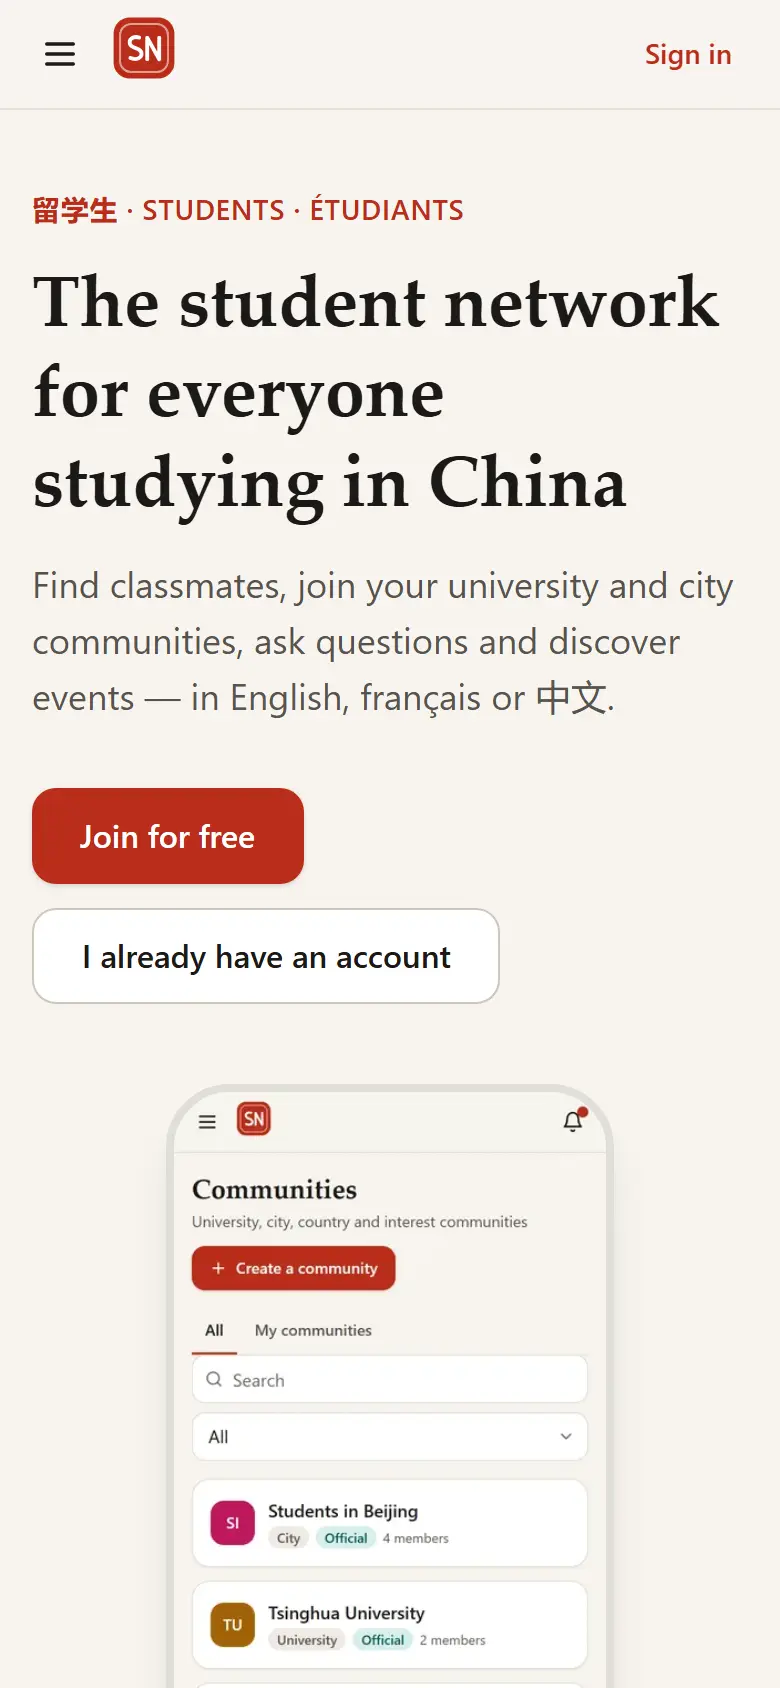 SN
Sign in
留学生 · STUDENTS · ÉTUDIANTS
The student network
for everyone
studying in China
Find classmates, join your university and city
communities, ask questions and discover
events — in English, français or 中文.
Join for free
I already have an account
SN
Communities
University, city, country and interest communities
+ Create a community
All My communities
Search
All
SI
Students in Beijing
City Official 4 members
TU
Tsinghua University
University Official 2 members